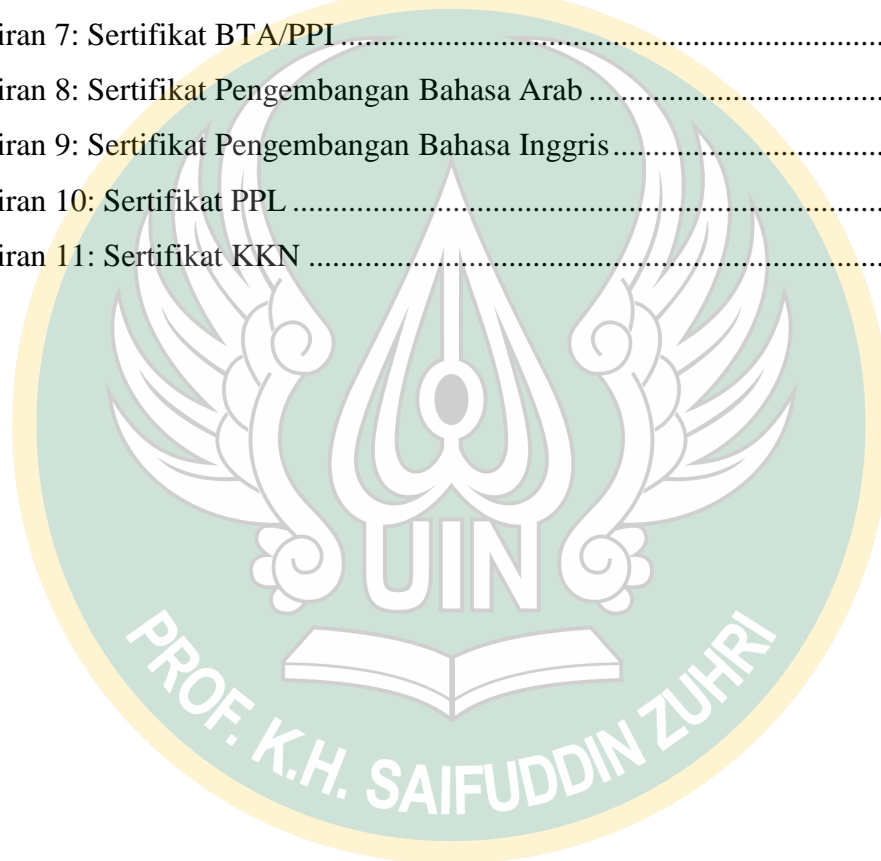 iran 7: Sertifikat BTA/PPI ........................................................................
iran 8: Sertifikat Pengembangan Bahasa Arab .......................................
iran 9: Sertifikat Pengembangan Bahasa Inggris ....................................
iran 10: Sertifikat PPL ..............................................................................
iran 11: Sertifikat KKN ............................................................................
UIN
PROF. K.H. SAIFUDDIN ZUHRI